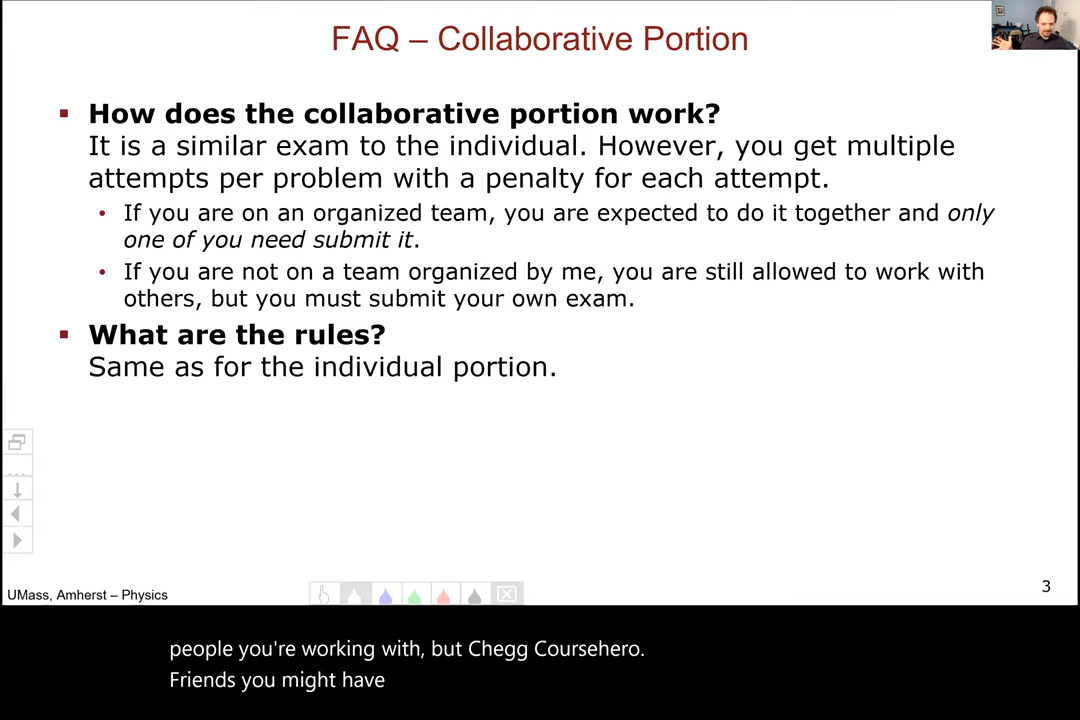 FAQ – Collaborative Portion
▪ How does the collaborative portion work?
It is a similar exam to the individual. However, you get multiple
attempts per problem with a penalty for each attempt.
• If you are on an organized team, you are expected to do it together and only
one of you need submit it.
• If you are not on a team organized by me, you are still allowed to work with
others, but you must submit your own exam.
▪ What are the rules?
Same as for the individual portion.
UMass, Amherst – Physics
3
people you're working with, but Chegg Coursehero.
Friends you might have